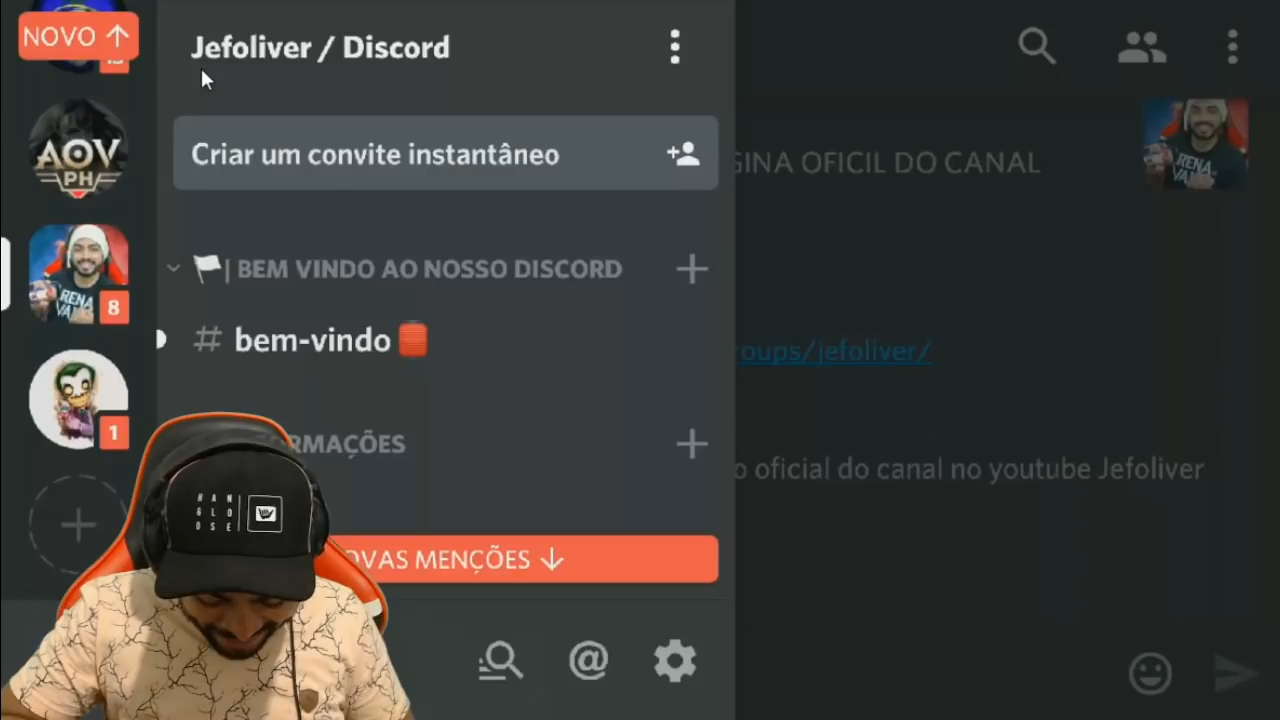 NOVO ↑
Jefoliver / Discord
AOV
PH
Criar um convite instantâneo
GINA OFICIL DO CANAL
RENA
8
| BEM VINDO AO NOSSO DISCORD
# bem-vindo
roups/jefoliver/
1
FORMAÇÕES
o oficial do canal no youtube Jefoliver
HAN
GLO
OSE
OVAS MENÇÕES ↓
@